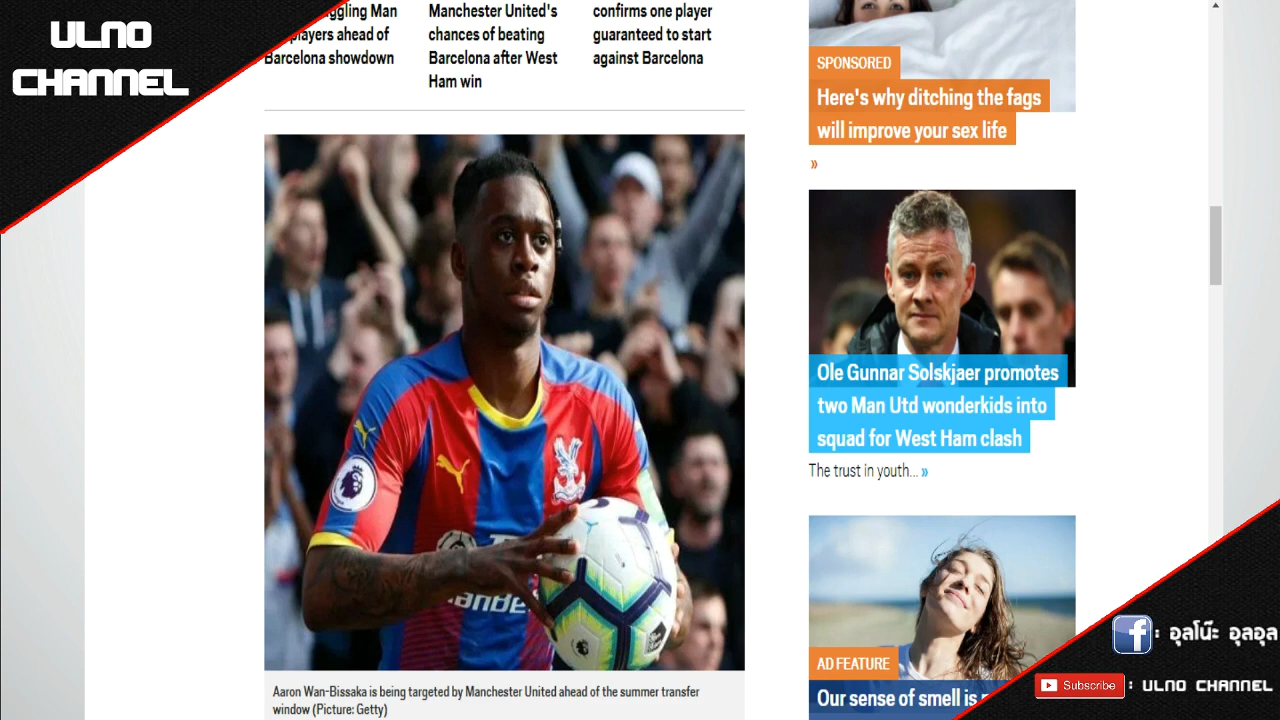 ULNO
CHANNEL
ggling Man
players ahead of
Barcelona showdown
Manchester United's
chances of beating
Barcelona after West
Ham win
confirms one player
guaranteed to start
against Barcelona
SPONSORED
Here's why ditching the fags
will improve your sex life
»
Ole Gunnar Solskjaer promotes
two Man Utd wonderkids into
squad for West Ham clash
The trust in youth... »
AD FEATURE
Our sense of smell is
Aaron Wan-Bissaka is being targeted by Manchester United ahead of the summer transfer
window (Picture: Getty)
f : อุลโน๊ะ อุลอุล
Subscribe : ULNO CHANNEL